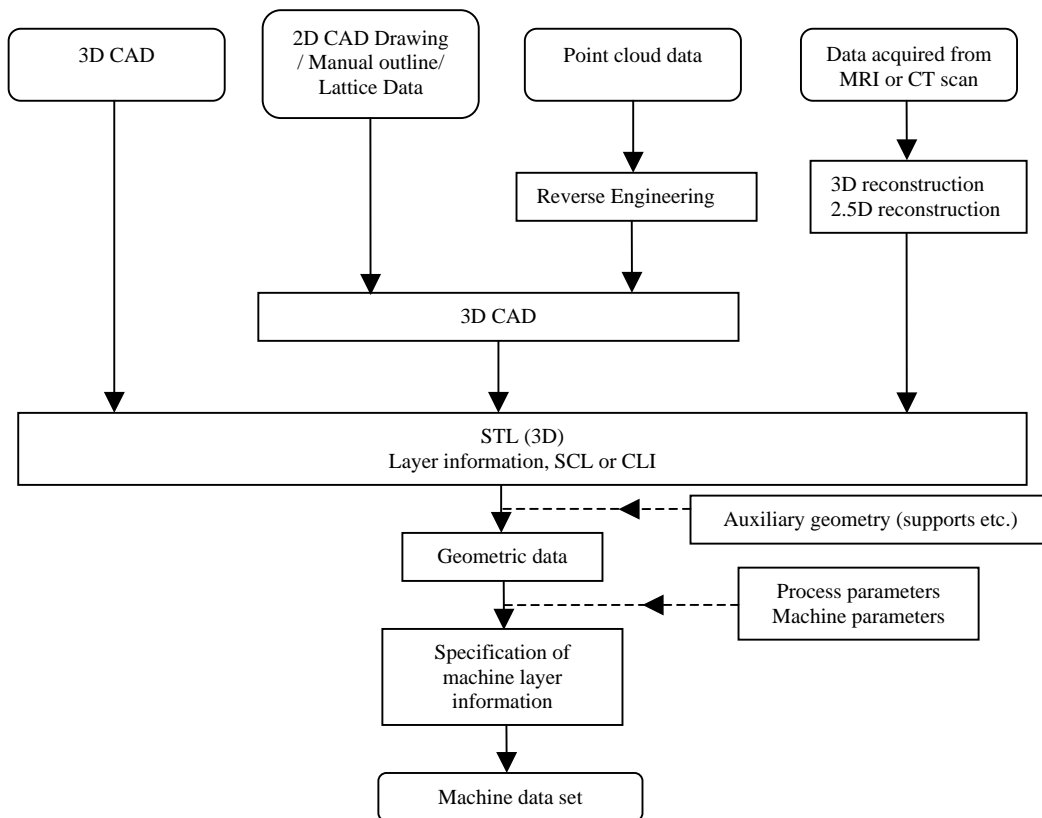 3D CAD
2D CAD Drawing
/ Manual outline/
Lattice Data
Point cloud data
Data acquired from
MRI or CT scan
Reverse Engineering
3D reconstruction
2.5D reconstruction
3D CAD
STL (3D)
Layer information, SCL or CLI
Auxiliary geometry (supports etc.)
Geometric data
Process parameters
Machine parameters
Specification of
machine layer
information
Machine data set